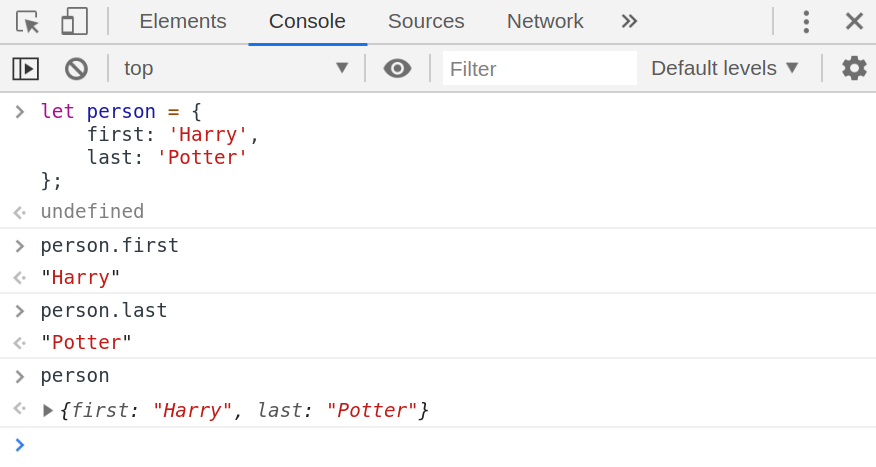 Elements Console Sources Network
top Filter Default levels
let person = {
    first: 'Harry',
    last: 'Potter'
};
undefined
person.first
"Harry"
person.last
"Potter"
person
{first: "Harry", last: "Potter"}